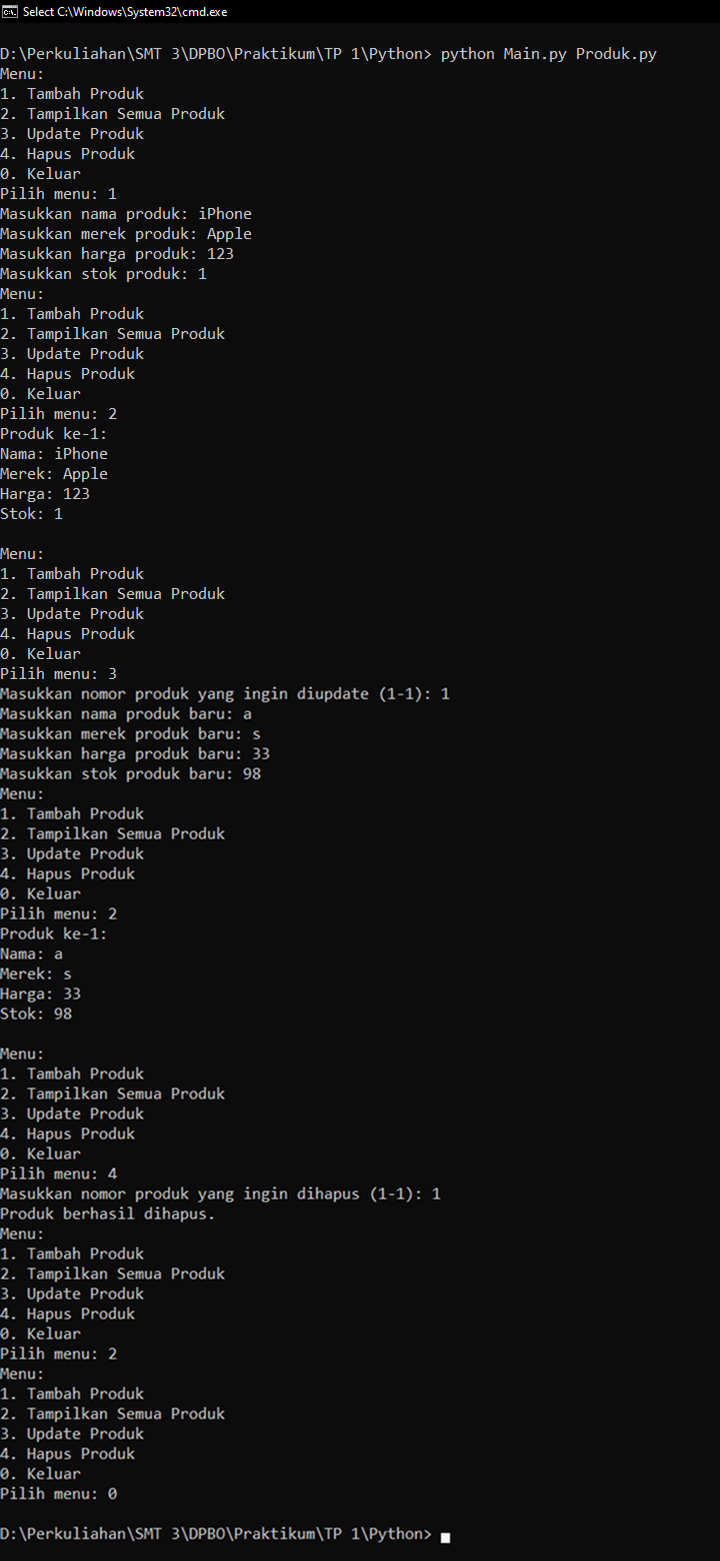 Select C:\Windows\System32\cmd.exe
D:\Perkuliahan\SMT 3\DPBO\Praktikum\TP 1\Python> python Main.py Produk.py
Menu:
1. Tambah Produk
2. Tampilkan Semua Produk
3. Update Produk
4. Hapus Produk
0. Keluar
Pilih menu: 1
Masukkan nama produk: iPhone
Masukkan merek produk: Apple
Masukkan harga produk: 123
Masukkan stok produk: 1
Menu:
1. Tambah Produk
2. Tampilkan Semua Produk
3. Update Produk
4. Hapus Produk
0. Keluar
Pilih menu: 2
Produk ke-1:
Nama: iPhone
Merek: Apple
Harga: 123
Stok: 1

Menu:
1. Tambah Produk
2. Tampilkan Semua Produk
3. Update Produk
4. Hapus Produk
0. Keluar
Pilih menu: 3
Masukkan nomor produk yang ingin diupdate (1-1): 1
Masukkan nama produk baru: a
Masukkan merek produk baru: s
Masukkan harga produk baru: 33
Masukkan stok produk baru: 98
Menu:
1. Tambah Produk
2. Tampilkan Semua Produk
3. Update Produk
4. Hapus Produk
0. Keluar
Pilih menu: 2
Produk ke-1:
Nama: a
Merek: s
Harga: 33
Stok: 98

Menu:
1. Tambah Produk
2. Tampilkan Semua Produk
3. Update Produk
4. Hapus Produk
0. Keluar
Pilih menu: 4
Masukkan nomor produk yang ingin dihapus (1-1): 1
Produk berhasil dihapus.
Menu:
1. Tambah Produk
2. Tampilkan Semua Produk
3. Update Produk
4. Hapus Produk
0. Keluar
Pilih menu: 2
Menu:
1. Tambah Produk
2. Tampilkan Semua Produk
3. Update Produk
4. Hapus Produk
0. Keluar
Pilih menu: 0

D:\Perkuliahan\SMT 3\DPBO\Praktikum\TP 1\Python>